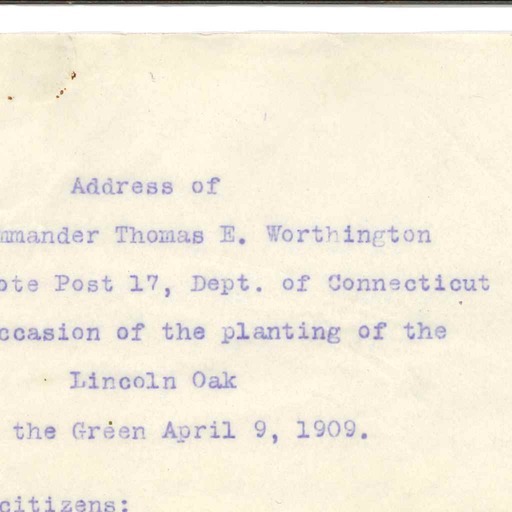 Address of
mmander Thomas E. Worthington
ote Post 17, Dept. of Connecticut
ccasion of the planting of the
Lincoln Oak
the Green April 9, 1909.
citizens: